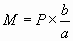 M = P × b/a